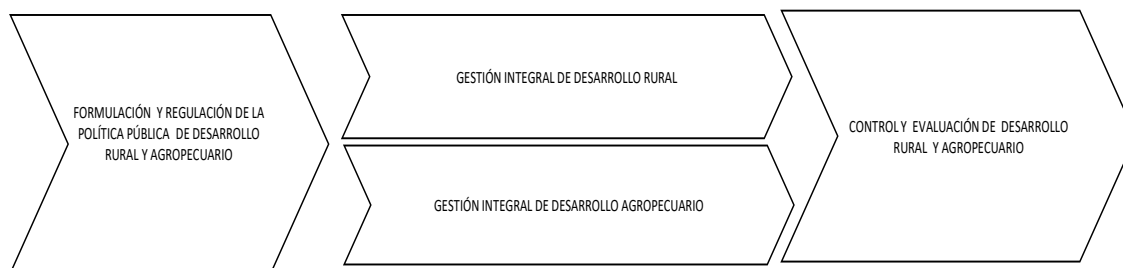 FORMULACIÓN Y REGULACIÓN DE LA
POLÍTICA PÚBLICA DE DESARROLLO
RURAL Y AGROPECUARIO
GESTIÓN INTEGRAL DE DESARROLLO RURAL
GESTIÓN INTEGRAL DE DESARROLLO AGROPECUARIO
CONTROL Y EVALUACIÓN DE DESARROLLO
RURAL Y AGROPECUARIO